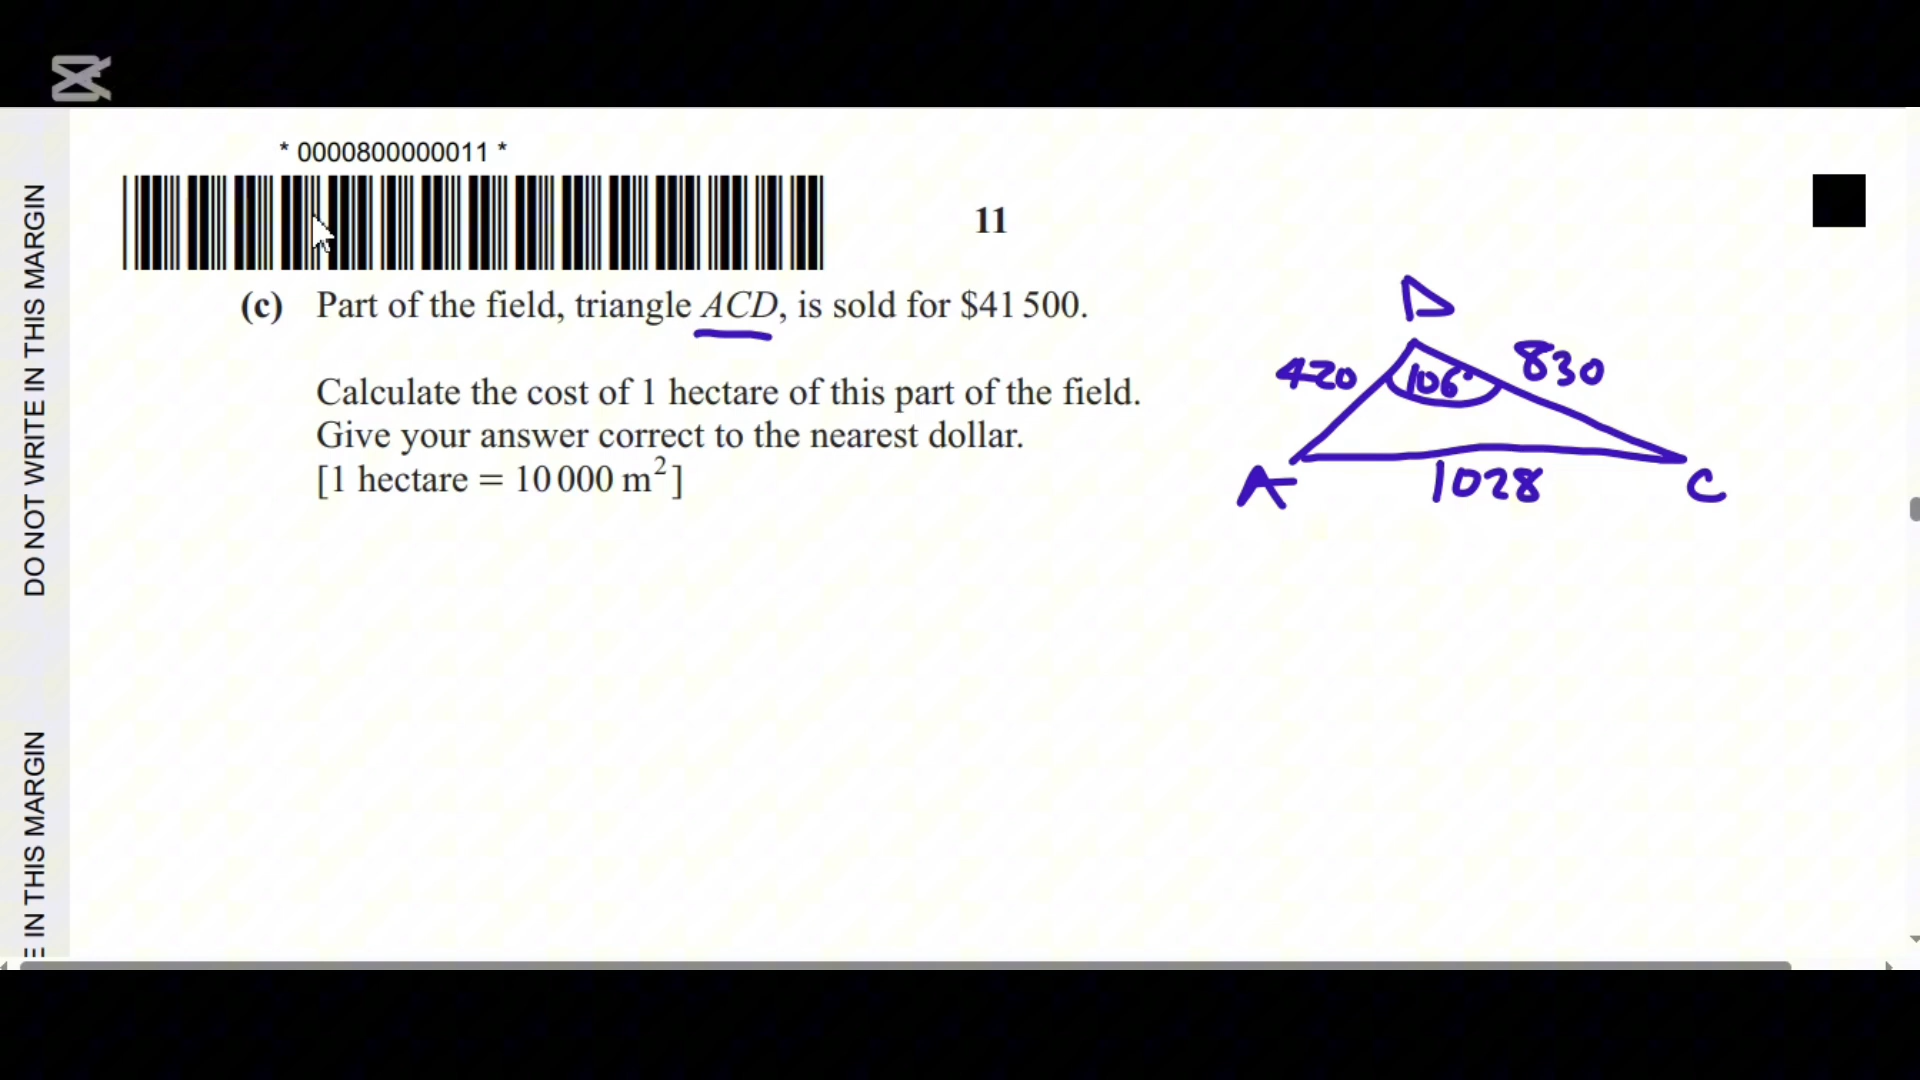 * 0000800000011 *
11
DO NOT WRITE IN THIS MARGIN
(c) Part of the field, triangle ACD, is sold for $41 500.
Calculate the cost of 1 hectare of this part of the field.
Give your answer correct to the nearest dollar.
[1 hectare = 10 000 m²]
D
420
106°
830
A
1028
C
E IN THIS MARGIN